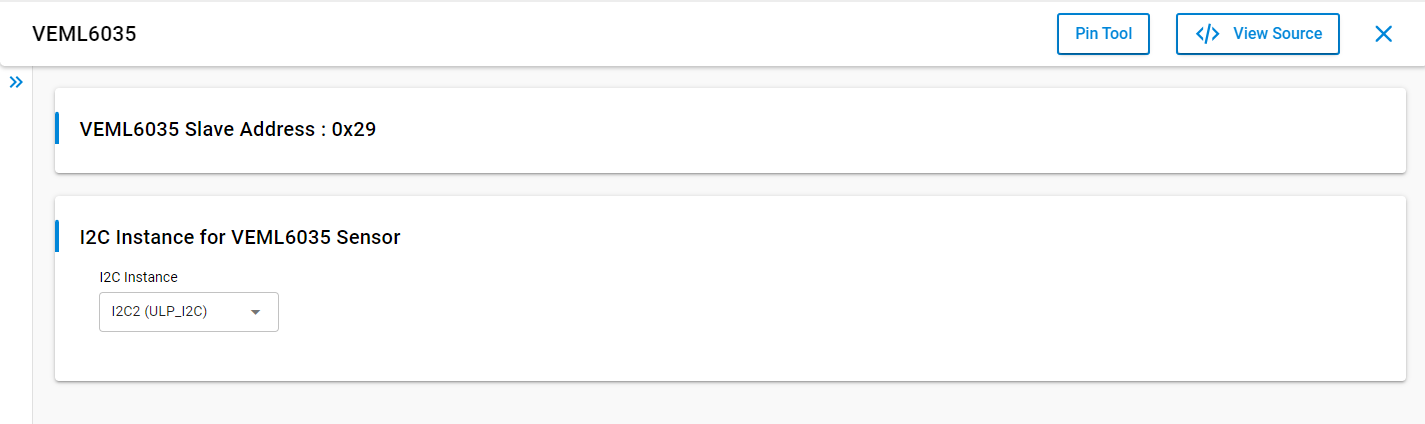 VEML6035
Pin Tool
</> View Source
VEML6035 Slave Address : 0x29
I2C Instance for VEML6035 Sensor
I2C Instance
I2C2 (ULP_I2C)